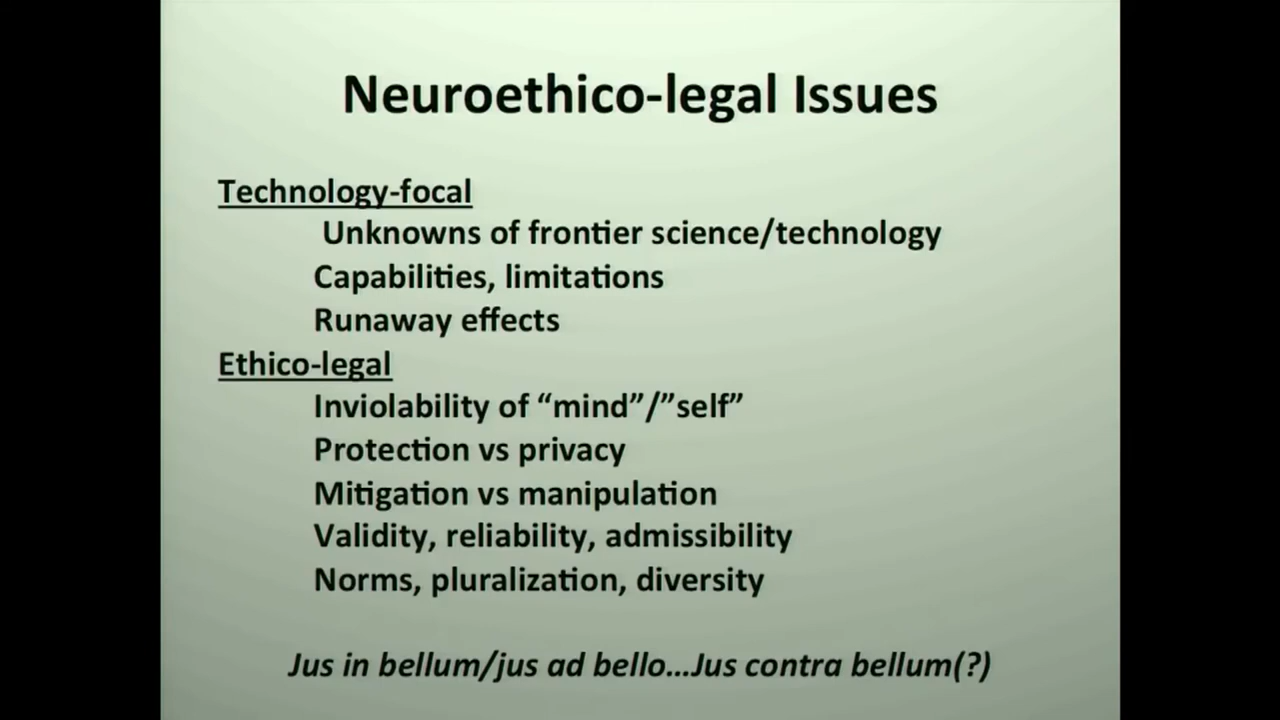 Neuroethico-legal Issues
Technology-focal
Unknowns of frontier science/technology
Capabilities, limitations
Runaway effects
Ethico-legal
Inviolability of “mind”/”self”
Protection vs privacy
Mitigation vs manipulation
Validity, reliability, admissibility
Norms, pluralization, diversity
Jus in bellum/jus ad bello...Jus contra bellum(?)